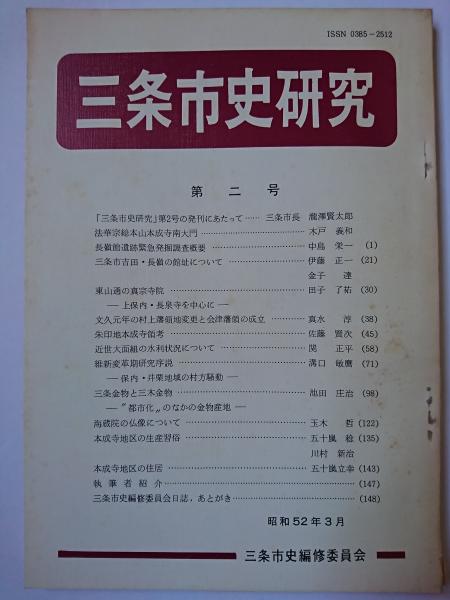 ISSN 0385-2512
三条市史研究
第二号
「三条市史研究」第2号の発刊にあたって…… 三条市長 瀧澤賢太郎
法華宗総本山本成寺南大門……………… 木戸 義和
長嶺館遺跡緊急発掘調査概要……………… 中島 栄一 (1)
三条市吉田・長嶺の館址について……………… 伊藤 正一 (21)
金子 達
東山通の真宗寺院……………… 田子 了祐 (30)
―上保内・長泉寺を中心に―
文久元年の村上藩領地変更と会津藩領の成立………… 真水 淳 (38)
朱印地本成寺領考……………… 佐藤 賢次 (45)
近世大面組の水利状況について……………… 関 正平 (58)
維新変革期研究序説……………… 溝口 敏麿 (71)
―保内・井栗地域の村方騒動―
三条金物と三木金物……………… 池田 庄治 (98)
―〝都市化〟のなかの金物産地―
海蔵院の仏像について……………… 玉木 哲 (122)
本成寺地区の生産習俗……………… 五十嵐 稔 (135)
川村 新治
本成寺地区の住居……………… 五十嵐立幸 (143)
執筆者紹介……………… (147)
三条市史編修委員会日誌，あとがき……………… (148)
昭和52年3月
三条市史編修委員会